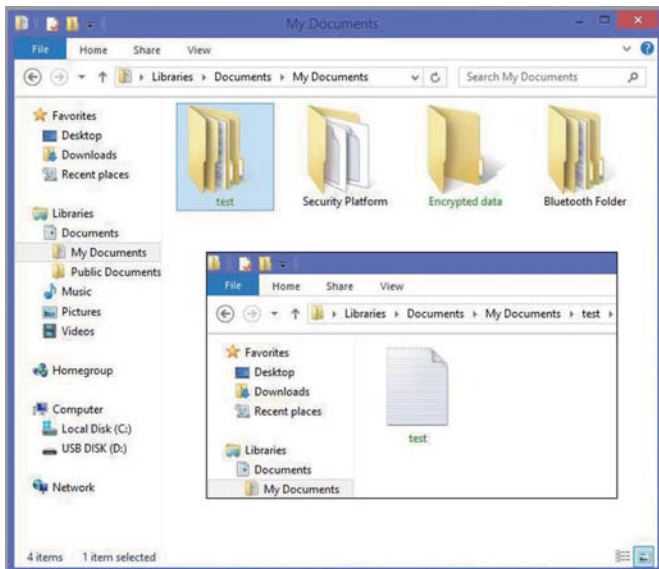 My Documents
File Home Share View
Libraries Documents My Documents Search My Documents
Favorites
Desktop
Downloads
Recent places
Libraries
Documents
My Documents
Public Documents
Music
Pictures
Videos
Homegroup
Computer
Local Disk (C:)
USB DISK (D:)
Network
test Security Platform Encrypted data Bluetooth Folder
File Home Share View
Libraries Documents My Documents test
Favorites
Desktop
Downloads
Recent places
Libraries
Documents
My Documents
test
4 items 1 item selected